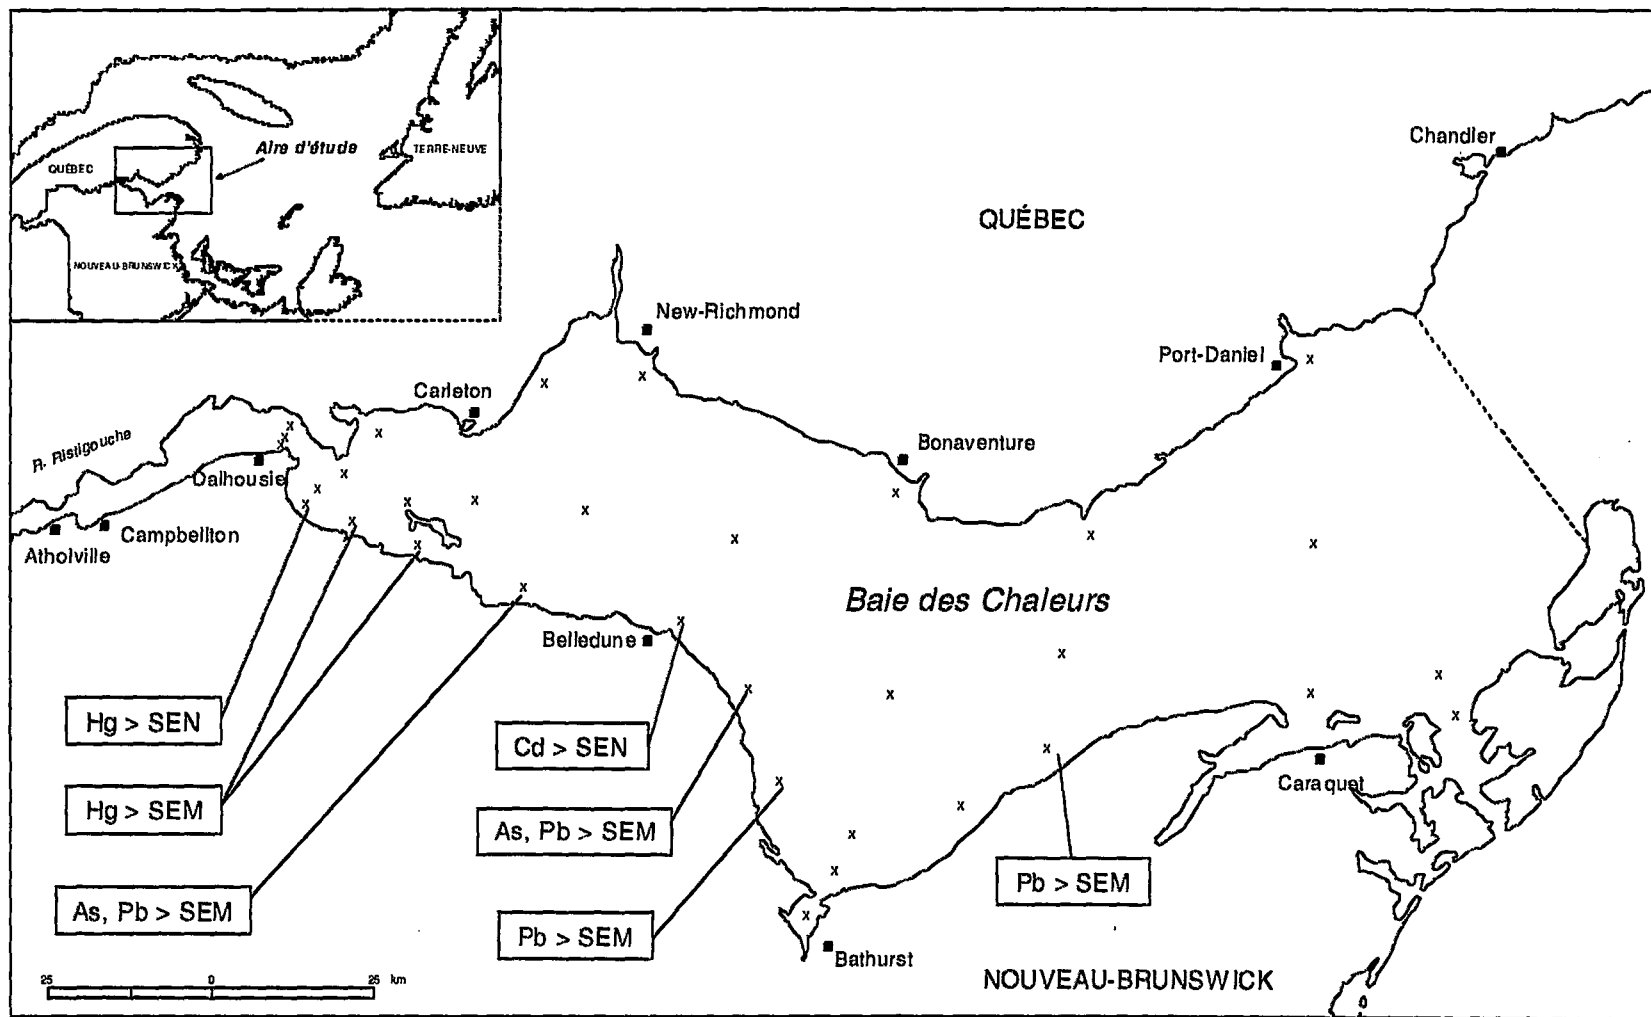 Aire d'étude
TERRE-NEUVE
QUÉBEC
NOUVEAU-BRUNSWICK
Chandler
QUÉBEC
New-Richmond
Port-Daniel
Carleton
R. Ristigouche
Bonaventure
Dalhousie
Campbellton
Atholville
Baie des Chaleurs
Belledune
Hg > SEN
Cd > SEN
Caraquet
Hg > SEM
As, Pb > SEM
Pb > SEM
As, Pb > SEM
Pb > SEM
Bathurst
NOUVEAU-BRUNSWICK
25 0 25 km